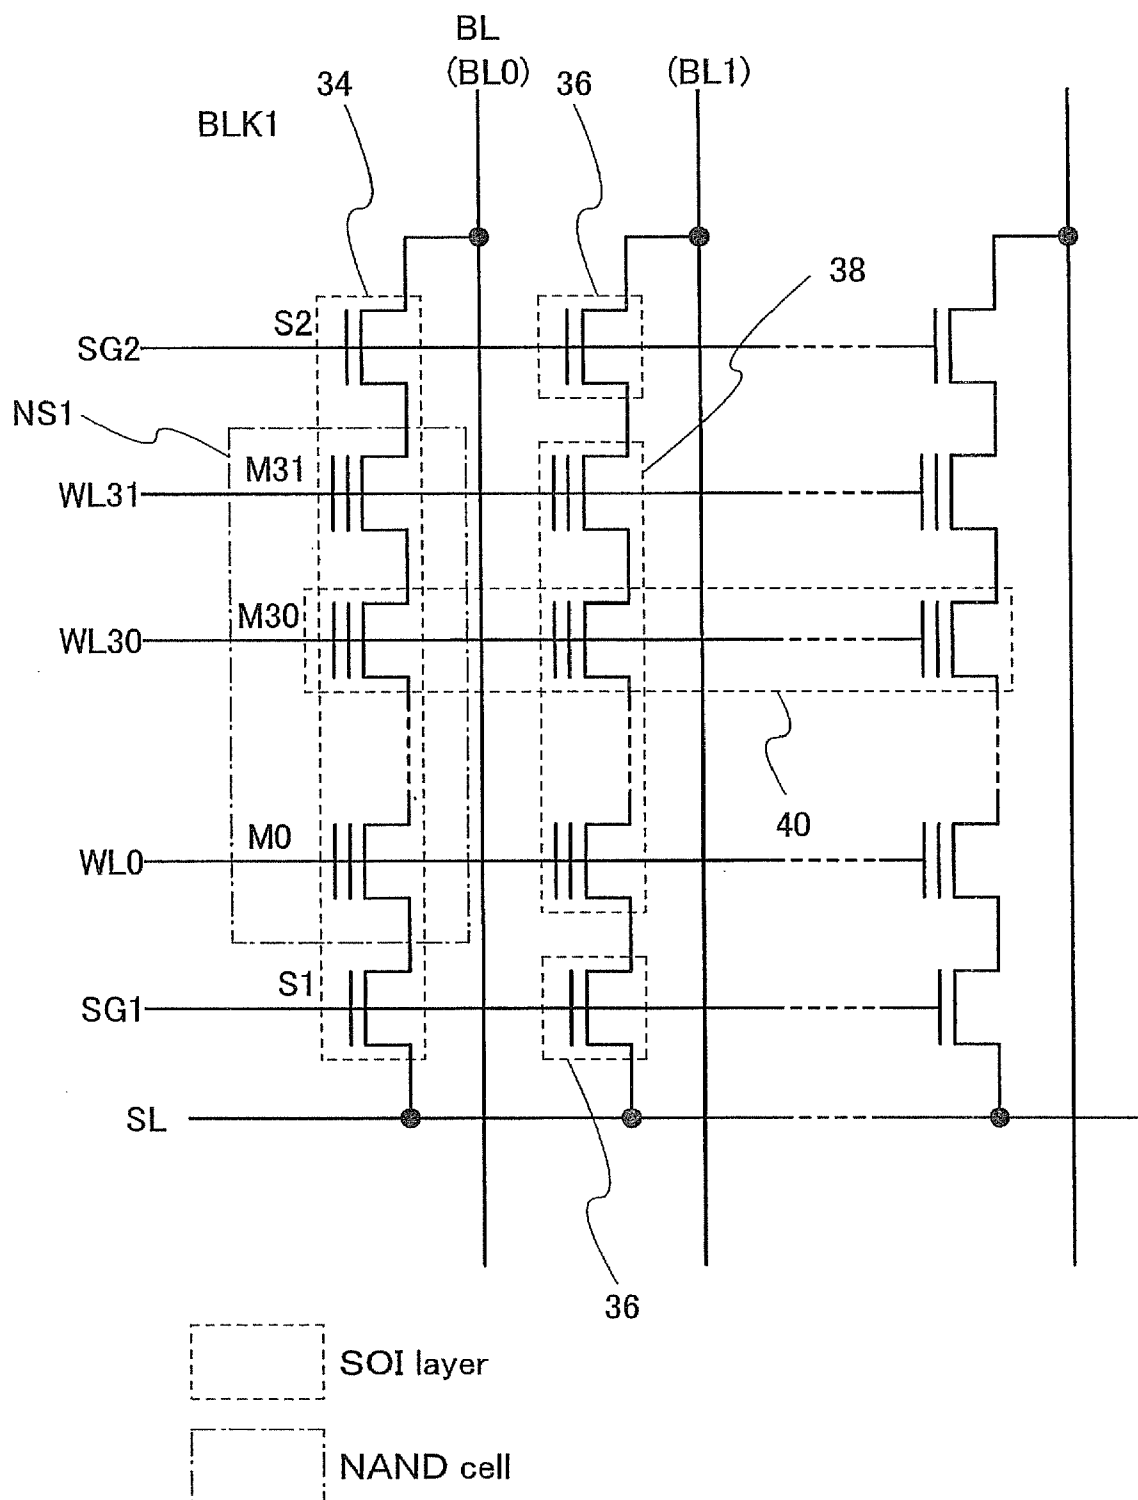 BL
34
(BL0)
36
(BL1)
BLK1
38
S2
SG2
NS1
M31
WL31
M30
WL30
40
M0
WL0
S1
SG1
SL
36
SOI layer
NAND cell